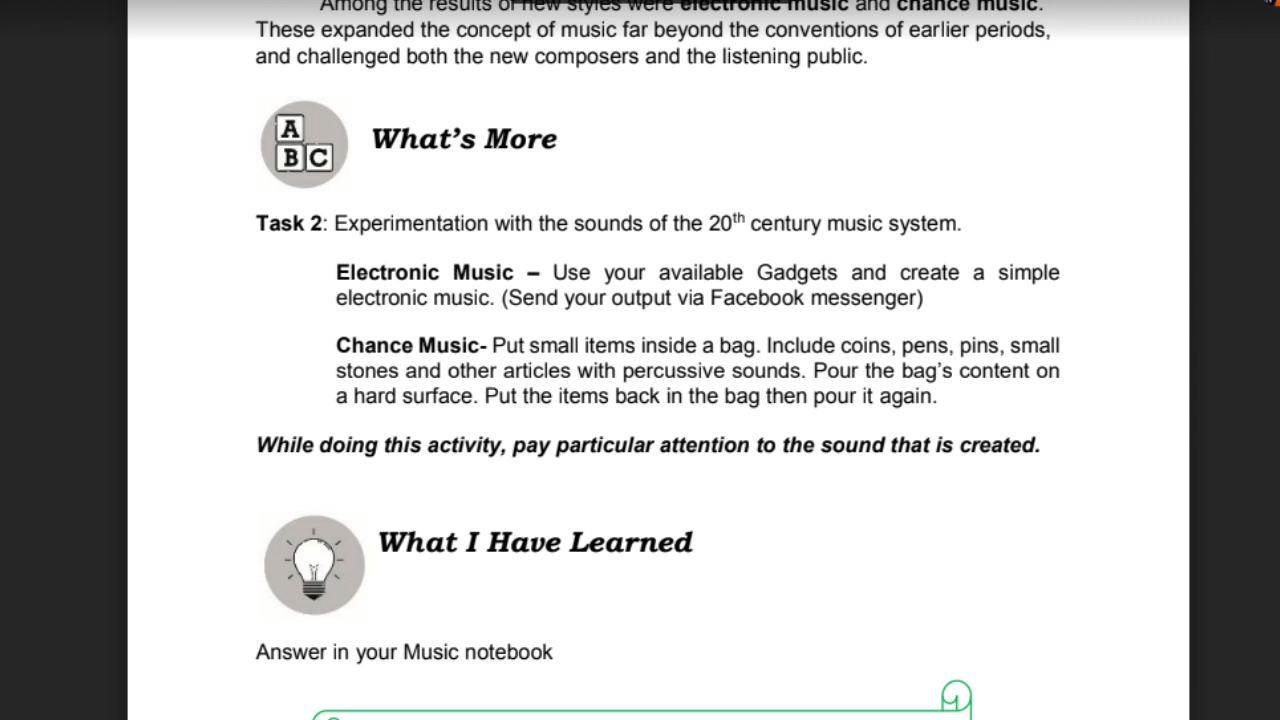 Among the results of new styles were electronic music and chance music.
These expanded the concept of music far beyond the conventions of earlier periods,
and challenged both the new composers and the listening public.
A
B C
What's More
Task 2: Experimentation with the sounds of the 20th century music system.
Electronic Music – Use your available Gadgets and create a simple
electronic music. (Send your output via Facebook messenger)
Chance Music- Put small items inside a bag. Include coins, pens, pins, small
stones and other articles with percussive sounds. Pour the bag's content on
a hard surface. Put the items back in the bag then pour it again.
While doing this activity, pay particular attention to the sound that is created.
What I Have Learned
Answer in your Music notebook